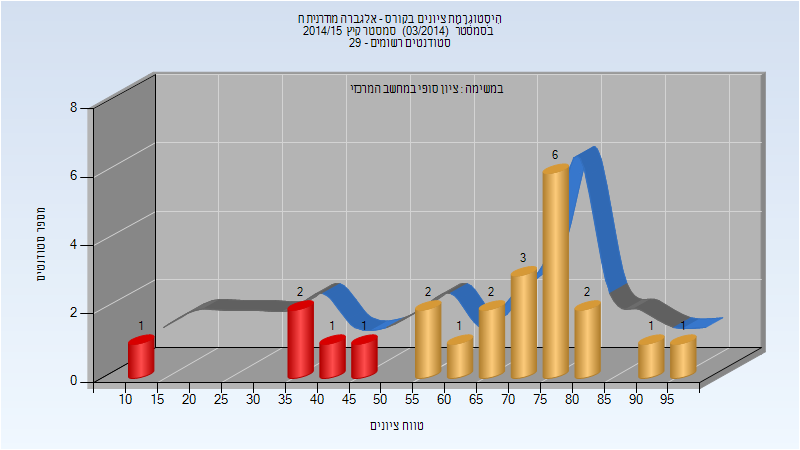 היסטוגרמת ציונים בקורס - אלגברה מודרנית ח
בסמסטר (03/2014) סמסטר קיץ 2014/15
סטודנטים רשומים - 29
במשימה : ציון סופי במחשב המרכזי
מספר סטודנטים
8
6
4
2
0
1 2 1 1 2 1 2 3 6 2 1 1
10 15 20 25 30 35 40 45 50 55 60 65 70 75 80 85 90 95
טווח ציונים